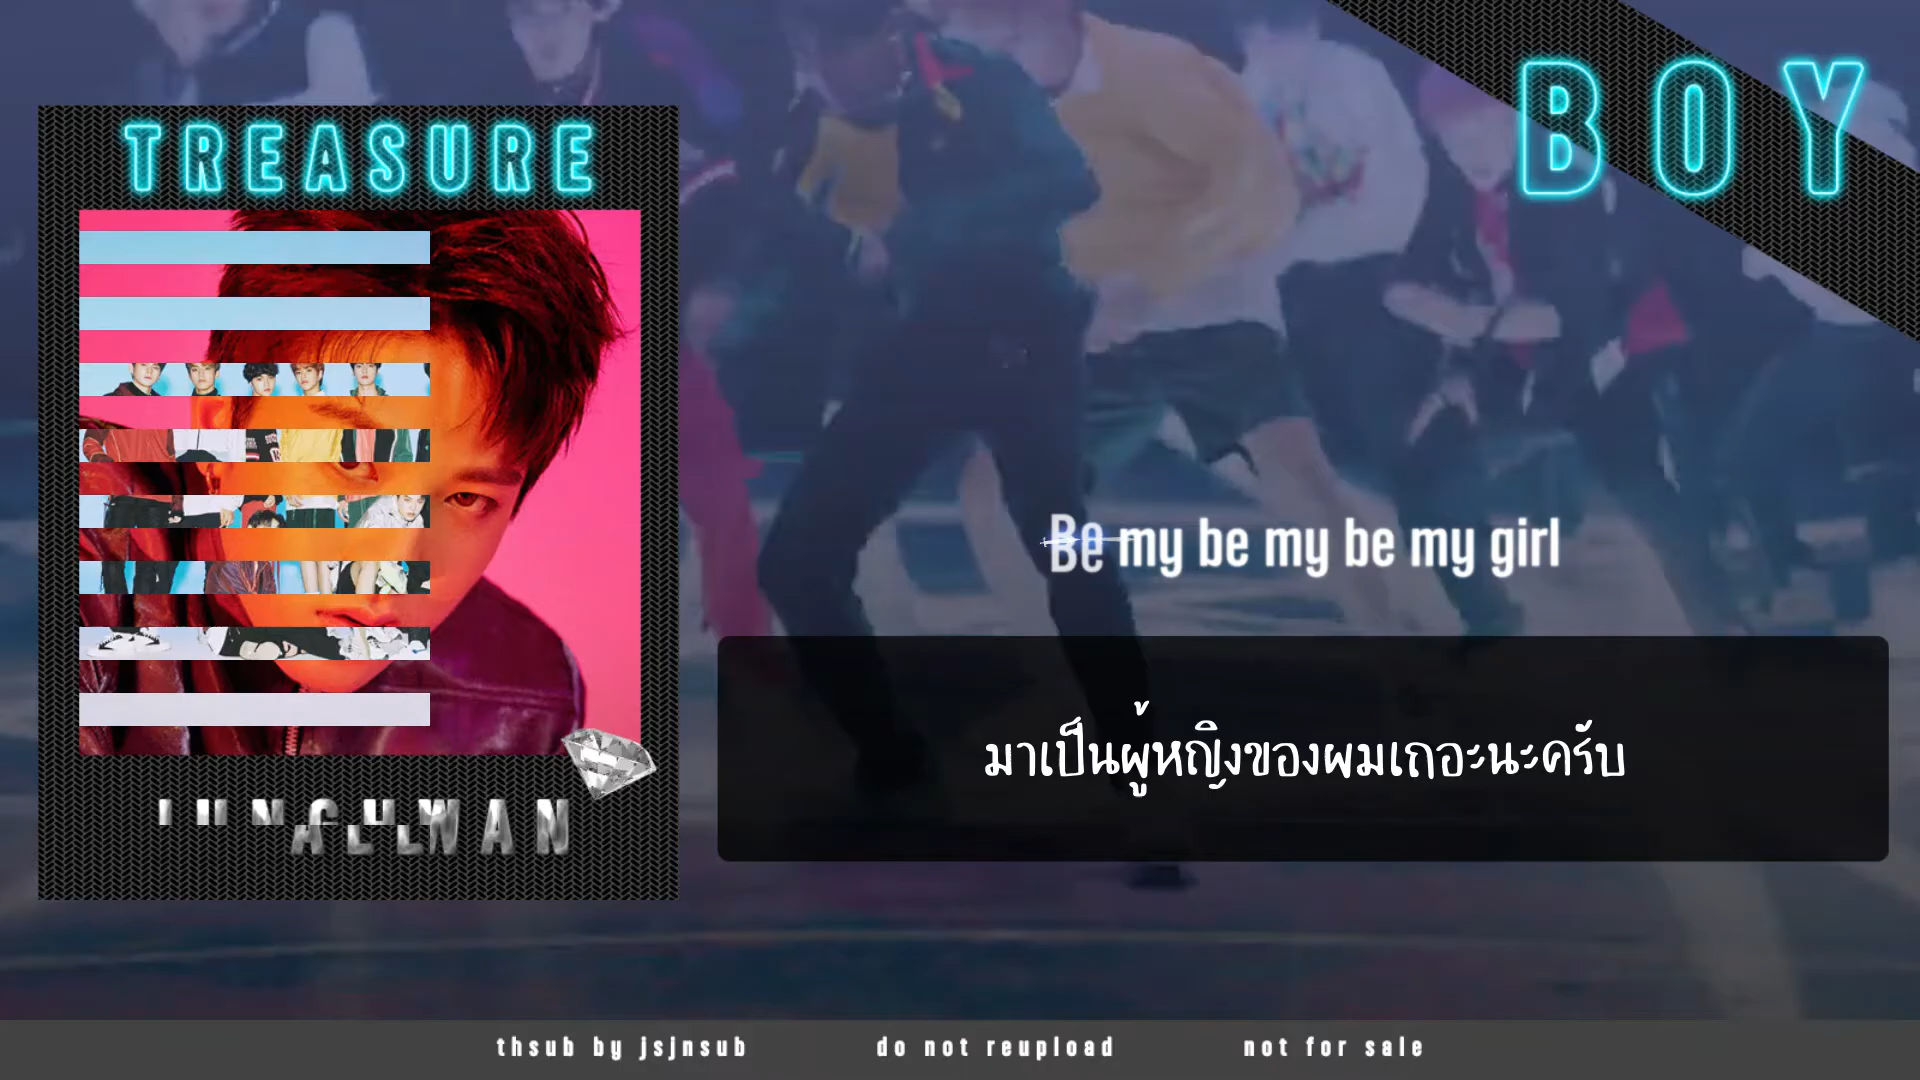 TREASURE
BOY
Be my be my be my girl
มาเป็นผู้หญิงของผมเถอะนะครับ
thsub by jsjnsub
do not reupload
not for sale